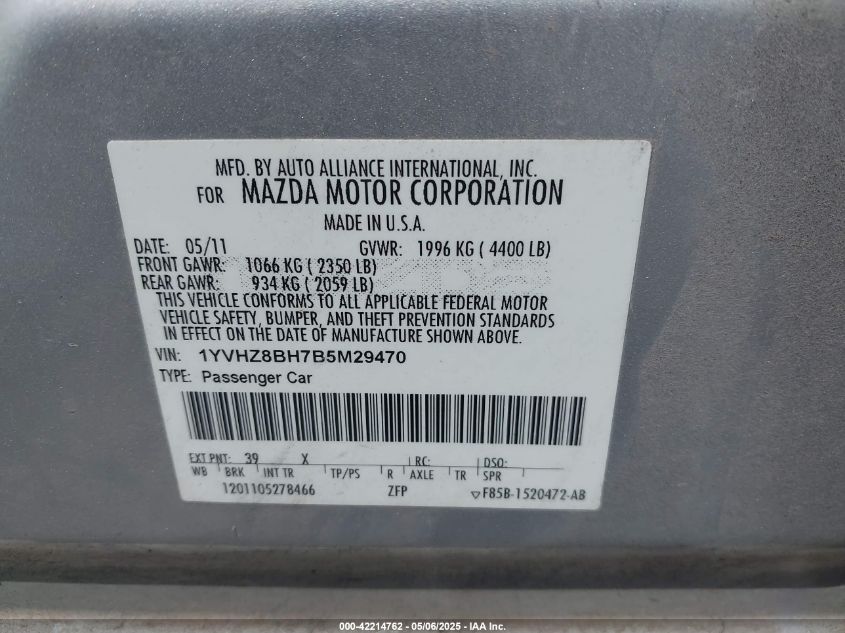 MFD. BY AUTO ALLIANCE INTERNATIONAL, INC.
FOR MAZDA MOTOR CORPORATION
MADE IN U.S.A.
DATE: 05/11 GVWR: 1996 KG ( 4400 LB)
FRONT GAWR: 1066 KG ( 2350 LB)
REAR GAWR: 934 KG ( 2059 LB)
THIS VEHICLE CONFORMS TO ALL APPLICABLE FEDERAL MOTOR
VEHICLE SAFETY, BUMPER, AND THEFT PREVENTION STANDARDS
IN EFFECT ON THE DATE OF MANUFACTURE SHOWN ABOVE.
VIN: 1YVHZ8BH7B5M29470
TYPE: Passenger Car
EXT PNT: 39 X RC: DSO:
WB BRK INT TR TP/PS R AXLE TR SPR
1201105278466 ZFP ▽F85B-1520472-AB
000-42214762 - 05/06/2025 - IAA Inc.